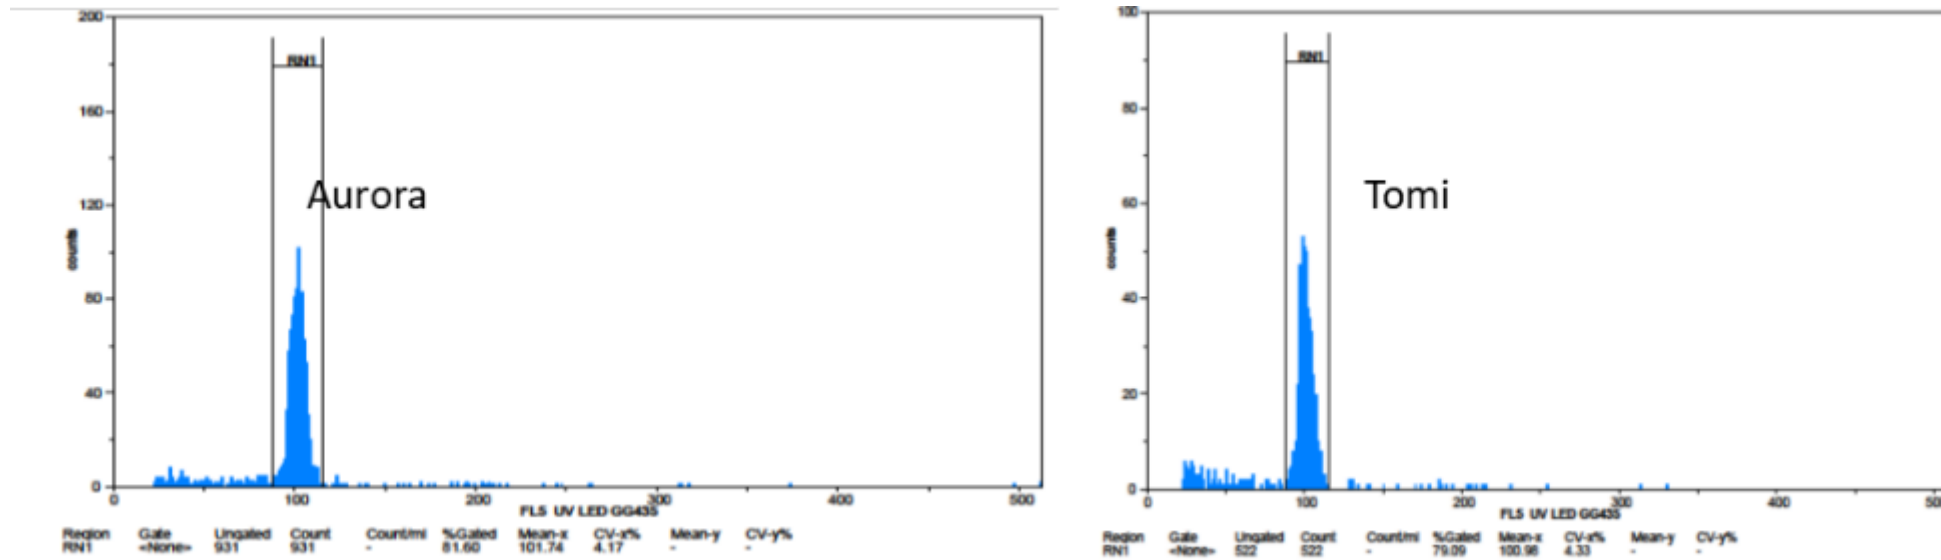 200
RN1
160
Aurora
120
counts
80
40
0
0 100 200 300 400 500
FL5 UV LED GG435
Region Gate Ungated Count Count/ml %Gated Mean-x CV-x% Mean-y CV-y%
RN1 <None> 931 931 - 81.60 101.74 4.17 - -
100
RN1
80
Tomi
60
counts
40
20
0
0 100 200 300 400 500
FL5 UV LED GG435
Region Gate Ungated Count Count/ml %Gated Mean-x CV-x% Mean-y CV-y%
RN1 <None> 522 522 - 79.09 100.98 4.33 - -